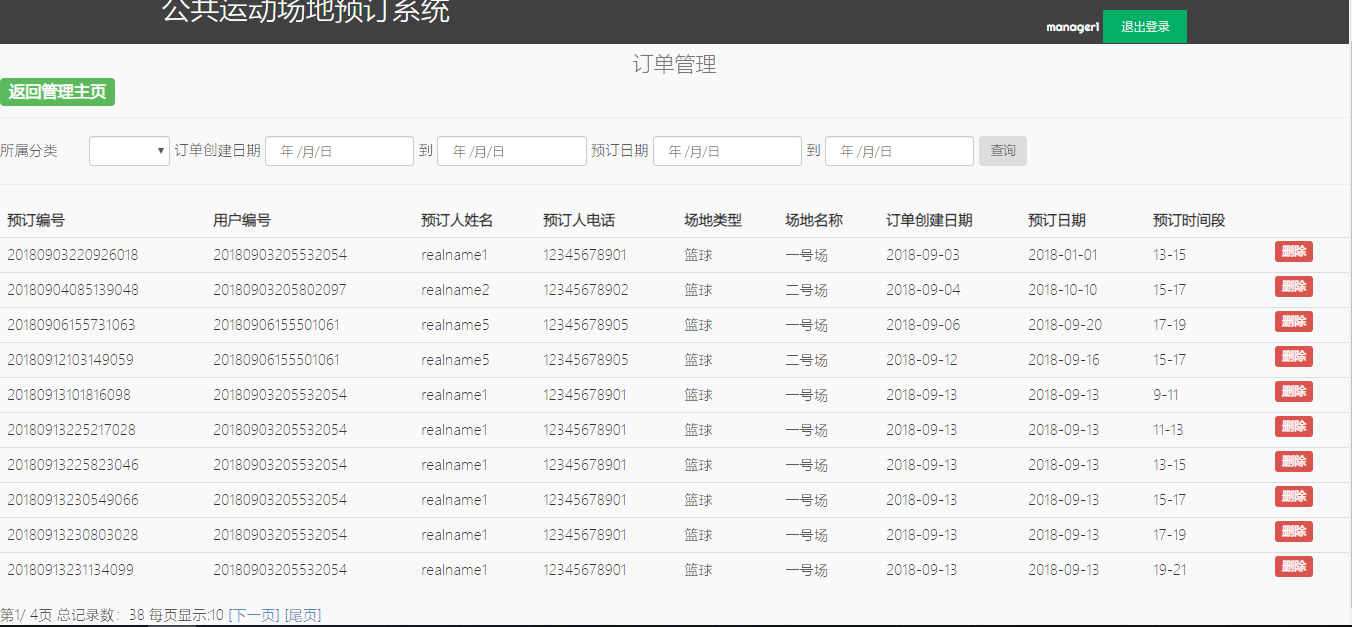 公共运动场地预订系统
manager1 退出登录
订单管理
返回管理主页
所属分类 订单创建日期 年 /月/日 到 年 /月/日 预订日期 年 /月/日 到 年 /月/日 查询
预订编号 用户编号 预订人姓名 预订人电话 场地类型 场地名称 订单创建日期 预订日期 预订时间段
20180903220926018 20180903205532054 realname1 12345678901 篮球 一号场 2018-09-03 2018-01-01 13-15 删除
20180904085139048 20180903205802097 realname2 12345678902 篮球 二号场 2018-09-04 2018-10-10 15-17 删除
20180906155731063 20180906155501061 realname5 12345678905 篮球 一号场 2018-09-06 2018-09-20 17-19 删除
20180912103149059 20180906155501061 realname5 12345678905 篮球 二号场 2018-09-12 2018-09-16 15-17 删除
20180913101816098 20180903205532054 realname1 12345678901 篮球 一号场 2018-09-13 2018-09-13 9-11 删除
20180913225217028 20180903205532054 realname1 12345678901 篮球 一号场 2018-09-13 2018-09-13 11-13 删除
20180913225823046 20180903205532054 realname1 12345678901 篮球 一号场 2018-09-13 2018-09-13 13-15 删除
20180913230549066 20180903205532054 realname1 12345678901 篮球 一号场 2018-09-13 2018-09-13 15-17 删除
20180913230803028 20180903205532054 realname1 12345678901 篮球 一号场 2018-09-13 2018-09-13 17-19 删除
20180913231134099 20180903205532054 realname1 12345678901 篮球 一号场 2018-09-13 2018-09-13 19-21 删除
第1/ 4页 总记录数：38 每页显示:10 [下一页] [尾页]